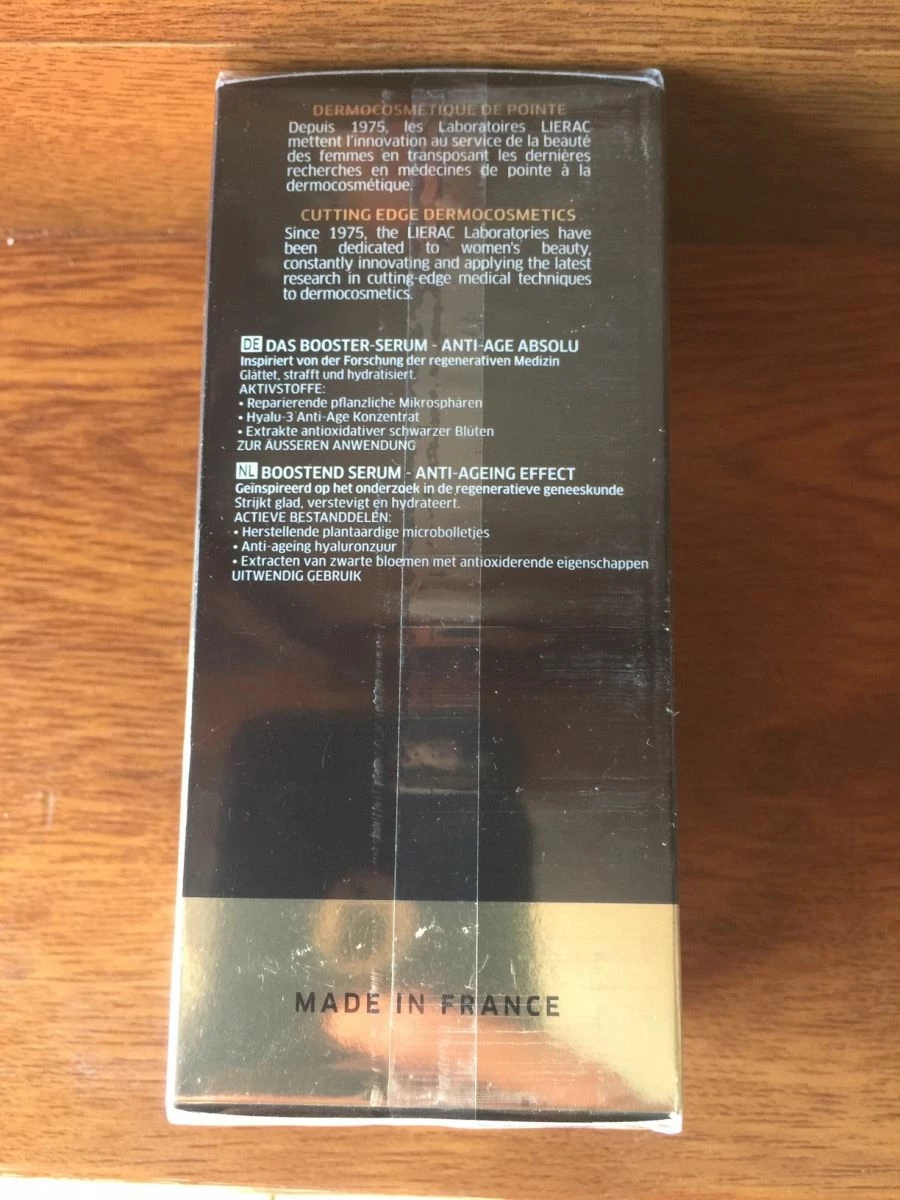 DERMOCOSMÉTIQUE DE POINTE
Depuis 1975, les Laboratoires LIERAC
mettent l'innovation au service de la beauté
des femmes en transposant les dernières
recherches en médecines de pointe à la
dermocosmétique.
CUTTING EDGE DERMOCOSMETICS
Since 1975, the LIERAC Laboratories have
been dedicated to women's beauty,
constantly innovating and applying the latest
research in cutting-edge medical techniques
to dermocosmetics.
DE DAS BOOSTER-SERUM - ANTI-AGE ABSOLU
Inspiriert von der Forschung der regenerativen Medizin
Glättet, strafft und hydratisiert.
AKTIVSTOFFE:
• Reparierende pflanzliche Mikrosphären
• Hyalu-3 Anti-Age Konzentrat
• Extrakte antioxidativer schwarzer Blüten
ZUR ÄUSSEREN ANWENDUNG
NL BOOSTEND SERUM - ANTI-AGEING EFFECT
Geïnspireerd op het onderzoek in de regeneratieve geneeskunde
Strijkt glad, verstevigt en hydrateert.
ACTIEVE BESTANDDELEN:
• Herstellende plantaardige microbolletjes
• Anti-ageing hyaluronzuur
• Extracten van zwarte bloemen met antioxiderende eigenschappen
UITWENDIG GEBRUIK
MADE IN FRANCE